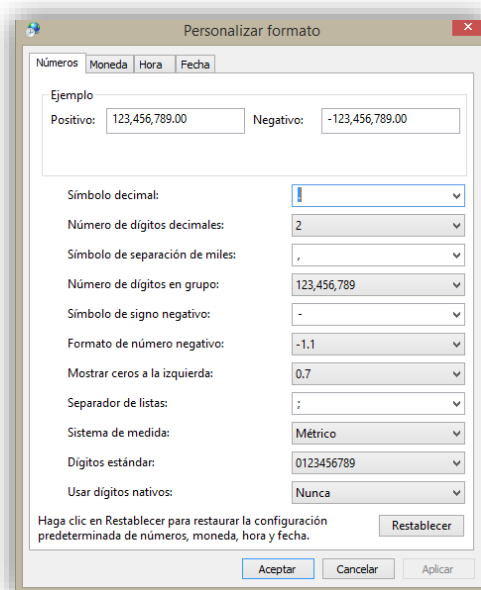 Personalizar formato
Números Moneda Hora Fecha
Ejemplo
Positivo: 123,456,789.00 Negativo: -123,456,789.00
Símbolo decimal: .
Número de dígitos decimales: 2
Símbolo de separación de miles: ,
Número de dígitos en grupo: 123,456,789
Símbolo de signo negativo: -
Formato de número negativo: -1.1
Mostrar ceros a la izquierda: 0.7
Separador de listas: ;
Sistema de medida: Métrico
Dígitos estándar: 0123456789
Usar dígitos nativos: Nunca
Haga clic en Restablecer para restaurar la configuración
predeterminada de números, moneda, hora y fecha.
Restablecer
Aceptar Cancelar Aplicar